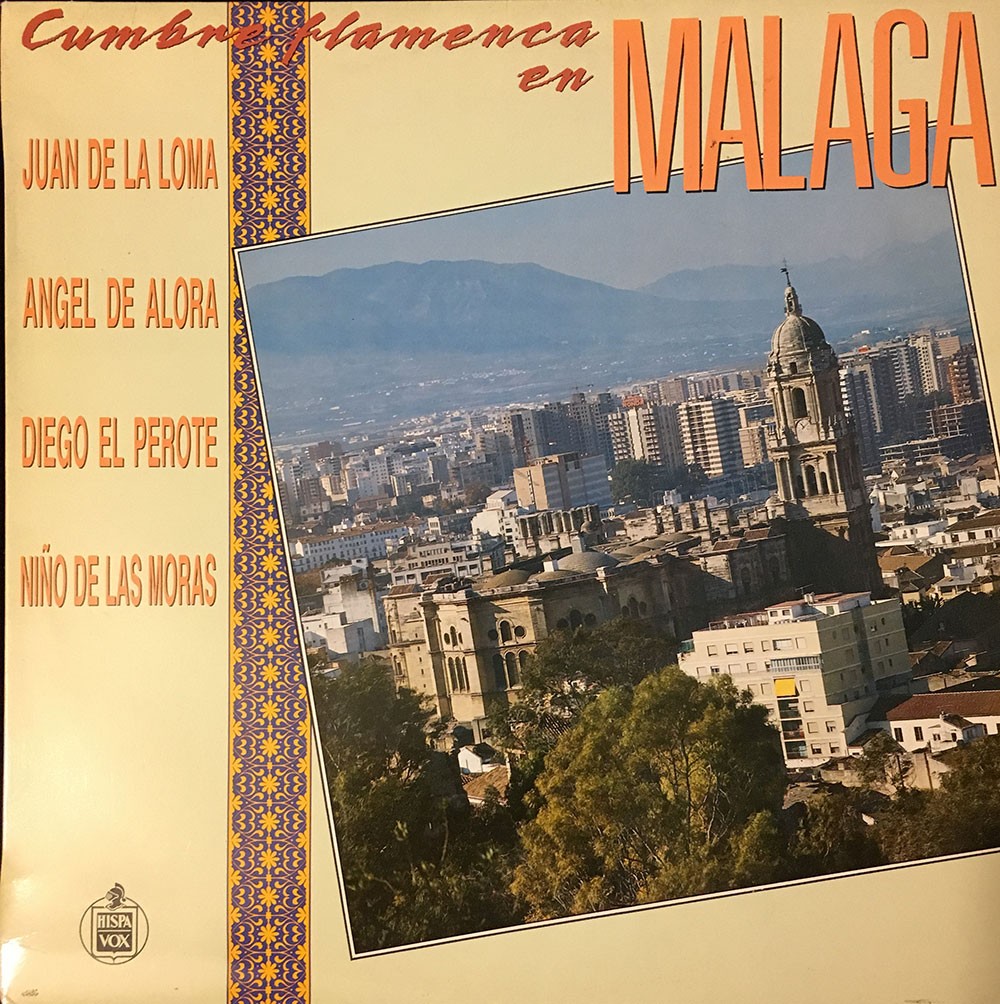 Cumbre flamenca
en
MALAGA
JUAN DE LA LOMA
ANGEL DE ALORA
DIEGO EL PEROTE
NIÑO DE LAS MORAS
HISPA
VOX